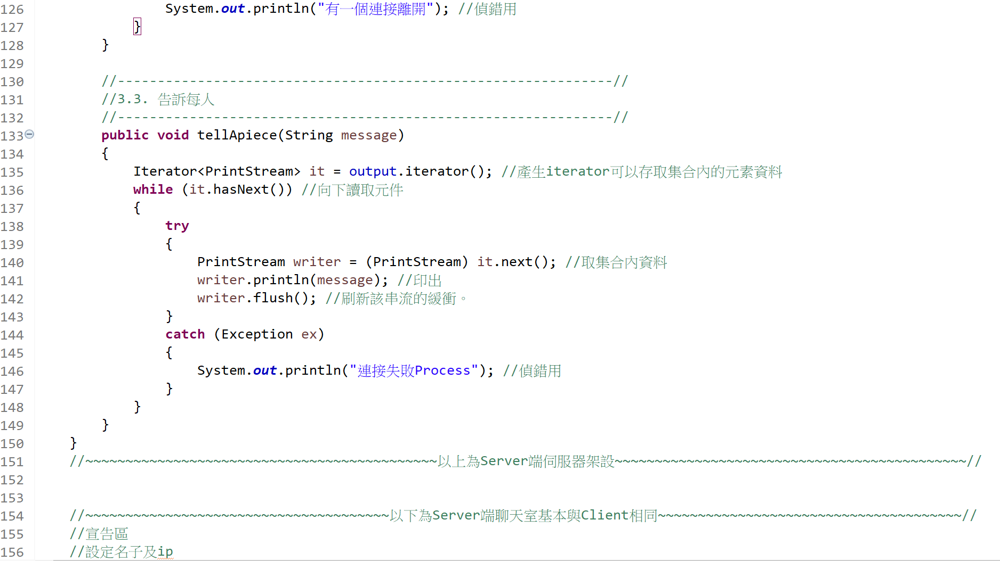 126 System.out.println("有一個連接離開"); //偵錯用
127 }
128 }
129
130 //--------------------------------------------------------------//
131 //3.3. 告訴每人
132 //--------------------------------------------------------------//
133 public void tellApiece(String message)
134 {
135 Iterator<PrintStream> it = output.iterator(); //產生iterator可以存取集合內的元素資料
136 while (it.hasNext()) //向下讀取元件
137 {
138 try
139 {
140 PrintStream writer = (PrintStream) it.next(); //取集合內資料
141 writer.println(message); //印出
142 writer.flush(); //刷新該串流的緩衝。
143 }
144 catch (Exception ex)
145 {
146 System.out.println("連接失敗Process"); //偵錯用
147 }
148 }
149 }
150 }
151 //~~~~~~~~~~~~~~~~~~~~~~~~~~~~~~~~~~~~~~~~~~~~以上為Server端伺服器架設~~~~~~~~~~~~~~~~~~~~~~~~~~~~~~~~~~~~~~~~~~~~//
152
153
154 //~~~~~~~~~~~~~~~~~~~~~~~~~~~~~~~~~~~~~~以下為Server端聊天室基本與Client相同~~~~~~~~~~~~~~~~~~~~~~~~~~~~~~~~~~~~~~//
155 //宣告區
156 //設定名子及ip